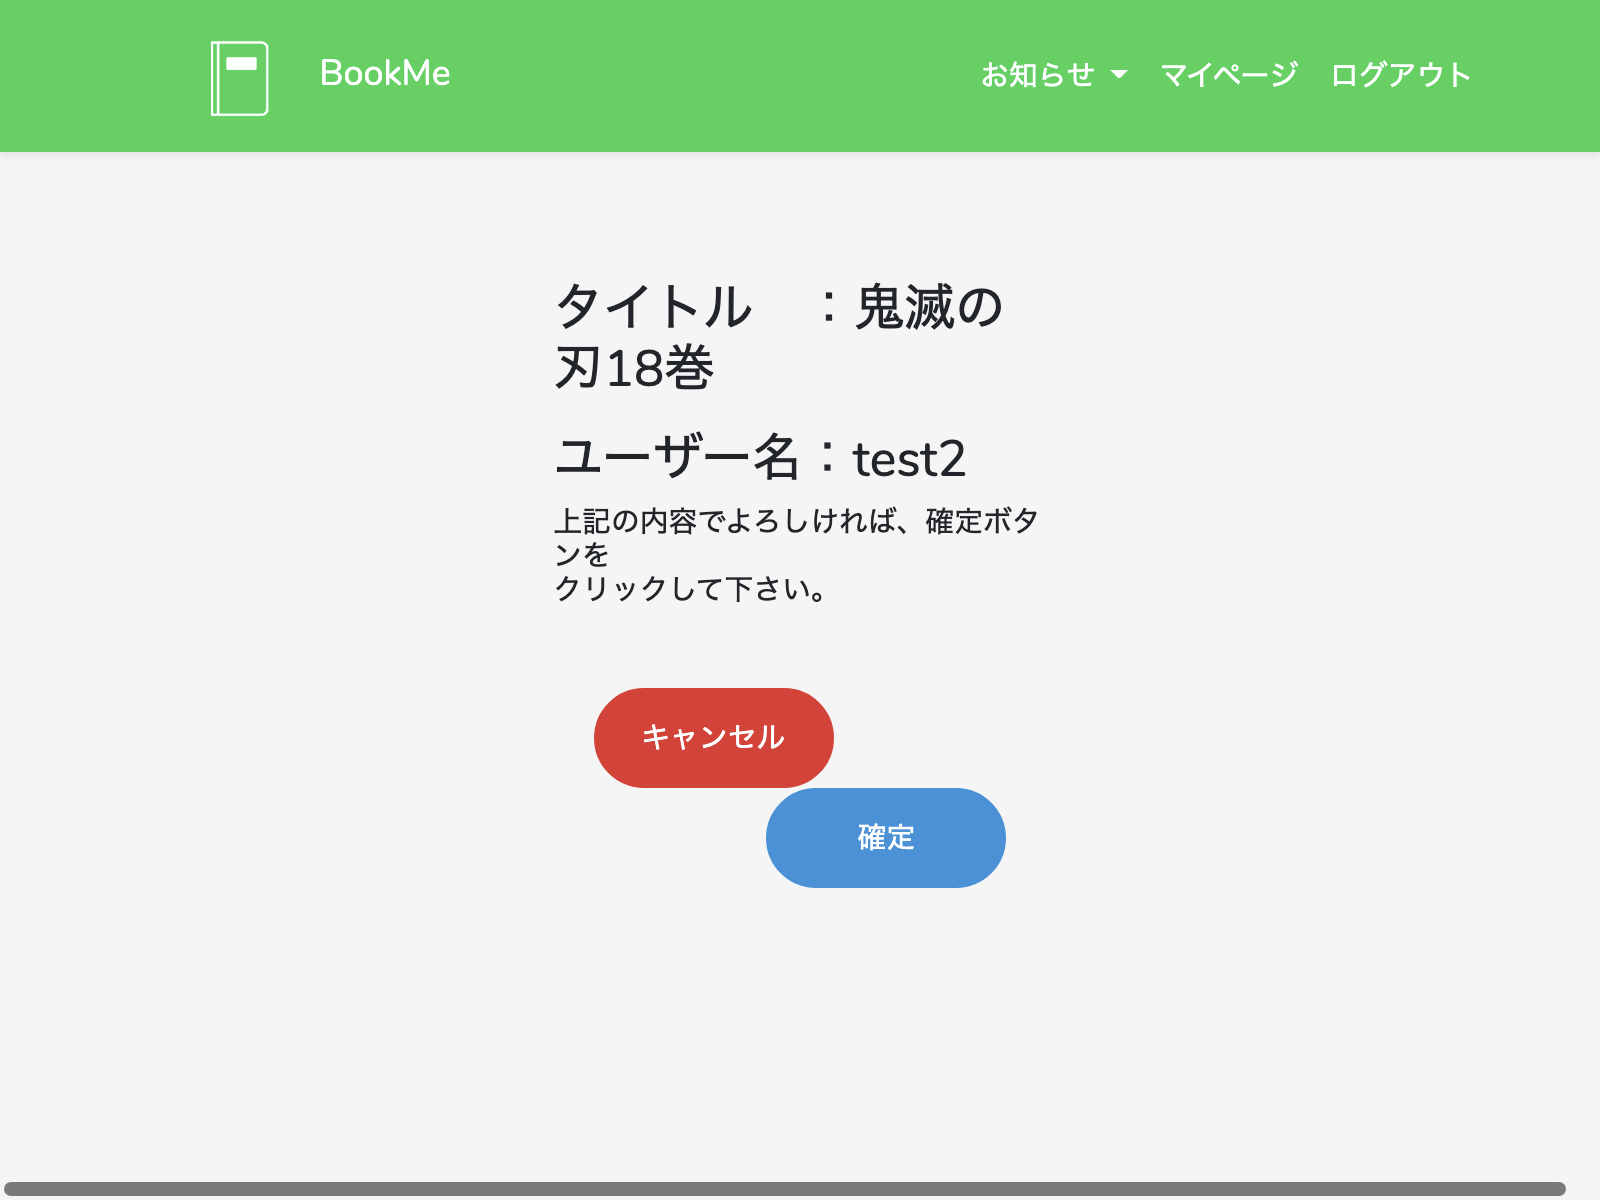 BookMe
お知らせ マイページ ログアウト
タイトル　：鬼滅の
刃18巻
ユーザー名：test2
上記の内容でよろしければ、確定ボタ
ンを
クリックして下さい。
キャンセル
確定